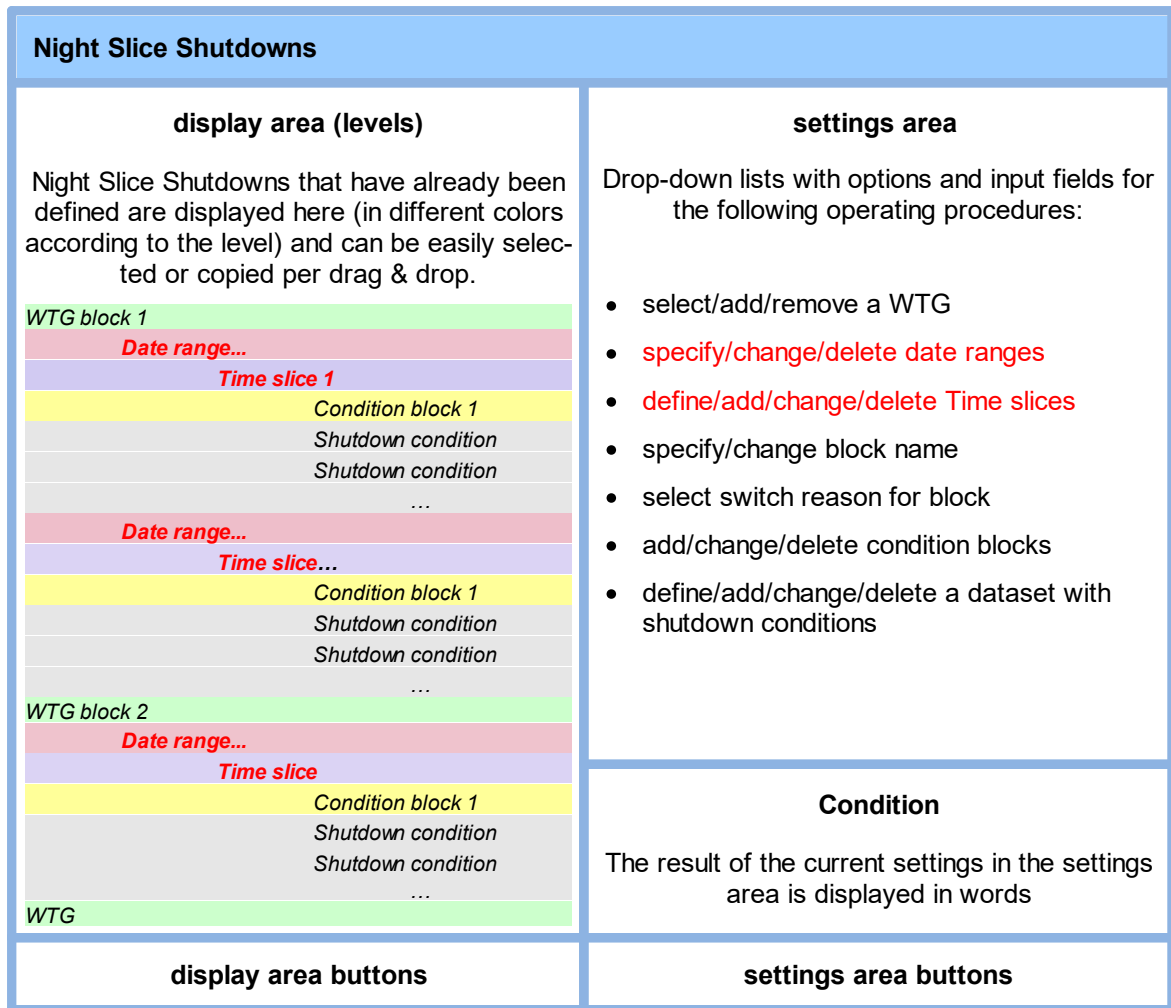 Night Slice Shutdowns
display area (levels)
Night Slice Shutdowns that have already been
defined are displayed here (in different colors
according to the level) and can be easily selec-
ted or copied per drag & drop.
WTG block 1
Date range...
Time slice 1
Condition block 1
Shutdown condition
Shutdown condition
…
Date range...
Time slice…
Condition block 1
Shutdown condition
Shutdown condition
…
WTG block 2
Date range...
Time slice
Condition block 1
Shutdown condition
Shutdown condition
…
WTG
settings area
Drop-down lists with options and input fields for
the following operating procedures:
• select/add/remove a WTG
• specify/change/delete date ranges
• define/add/change/delete Time slices
• specify/change block name
• select switch reason for block
• add/change/delete condition blocks
• define/add/change/delete a dataset with
shutdown conditions
Condition
The result of the current settings in the settings
area is displayed in words
display area buttons
settings area buttons